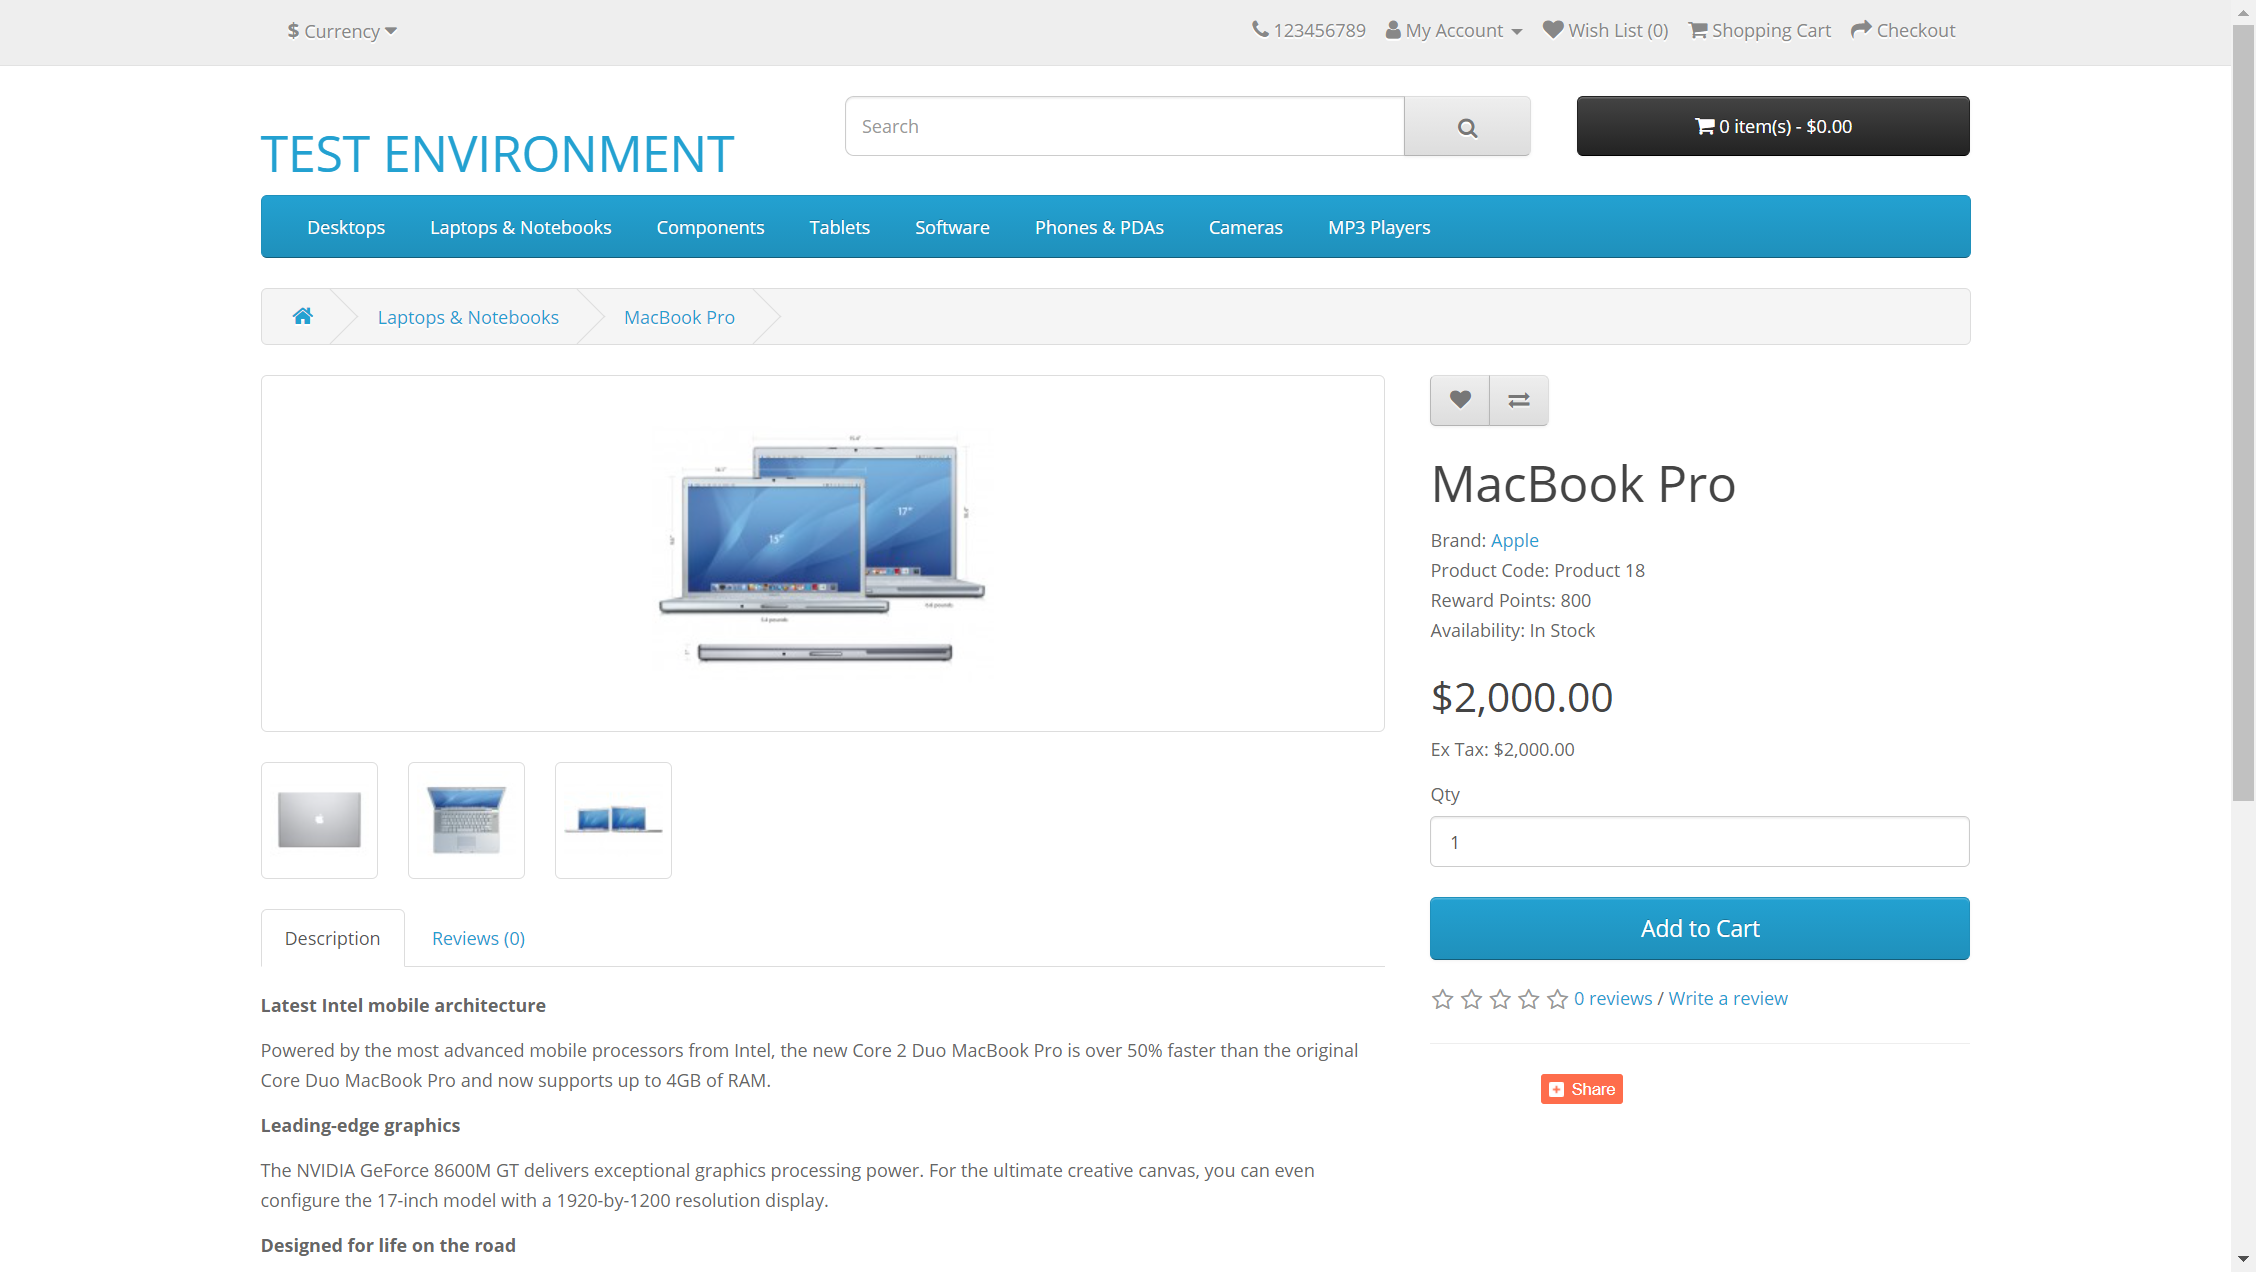 $ Currency
123456789 My Account Wish List (0) Shopping Cart Checkout
TEST ENVIRONMENT
Search
0 item(s) - $0.00
Desktops Laptops & Notebooks Components Tablets Software Phones & PDAs Cameras MP3 Players
Laptops & Notebooks MacBook Pro
17"
15"
MacBook Pro
Brand: Apple
Product Code: Product 18
Reward Points: 800
Availability: In Stock
$2,000.00
Ex Tax: $2,000.00
Qty
1
Add to Cart
0 reviews / Write a review
Share
Description Reviews (0)
Latest Intel mobile architecture
Powered by the most advanced mobile processors from Intel, the new Core 2 Duo MacBook Pro is over 50% faster than the original
Core Duo MacBook Pro and now supports up to 4GB of RAM.
Leading-edge graphics
The NVIDIA GeForce 8600M GT delivers exceptional graphics processing power. For the ultimate creative canvas, you can even
configure the 17-inch model with a 1920-by-1200 resolution display.
Designed for life on the road